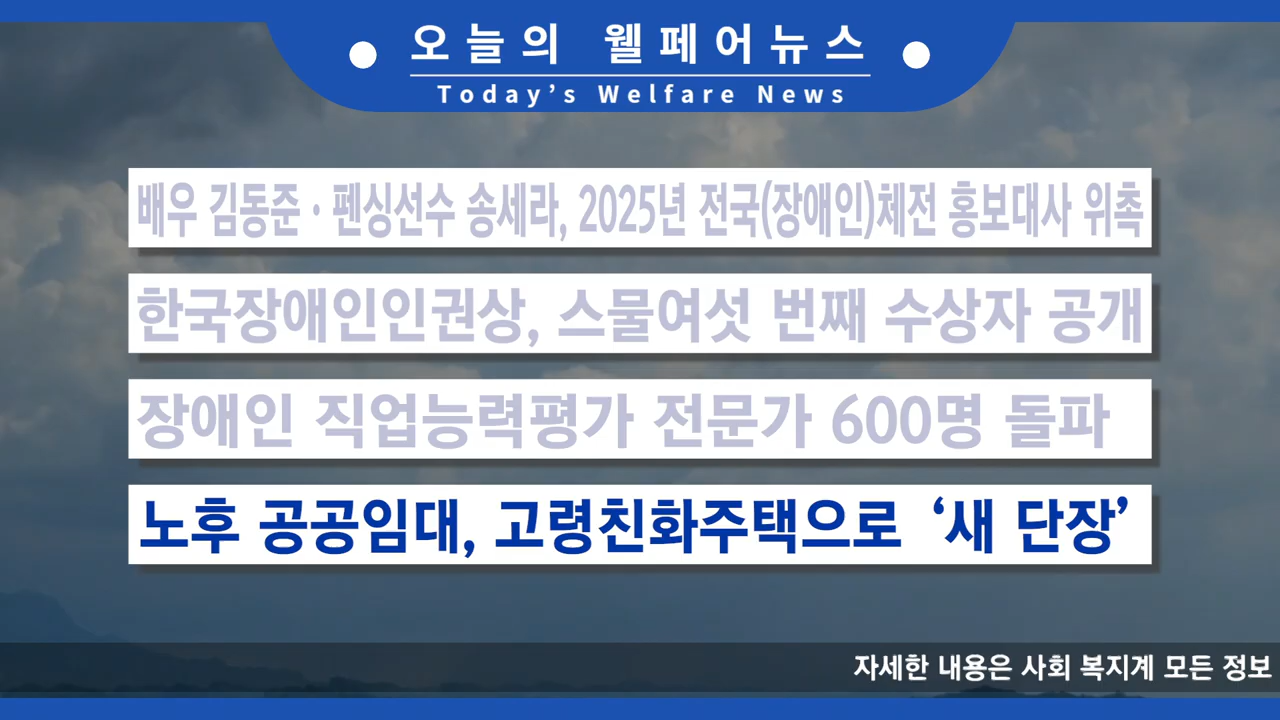 오늘의 웰페어뉴스
Today's Welfare News
배우 김동준·펜싱선수 송세라, 2025년 전국(장애인)체전 홍보대사 위촉
한국장애인인권상, 스물여섯 번째 수상자 공개
장애인 직업능력평가 전문가 600명 돌파
노후 공공임대, 고령친화주택으로 ‘새 단장’
자세한 내용은 사회 복지계 모든 정보